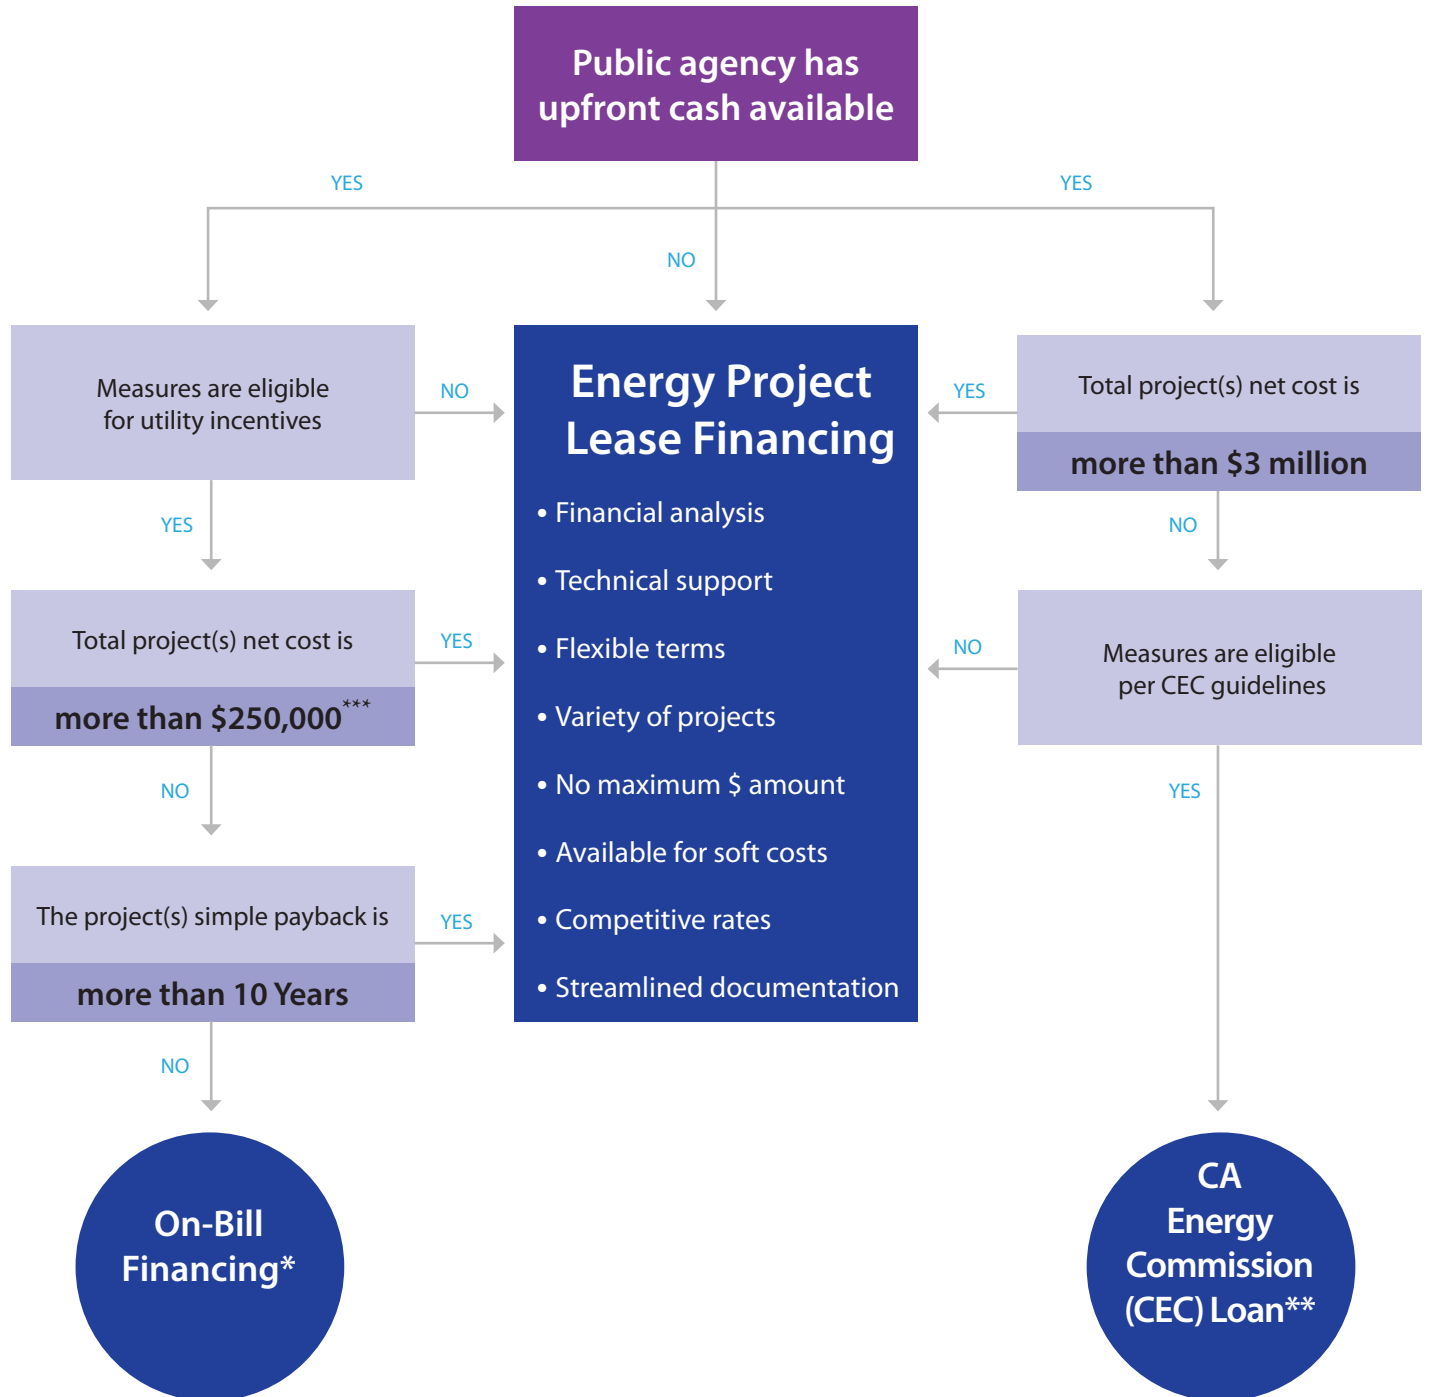 Public agency has
upfront cash available
YES
YES
NO
Measures are eligible
for utility incentives
NO
YES
Total project(s) net cost is
more than $250,000***
YES
NO
The project(s) simple payback is
more than 10 Years
YES
NO
On-Bill
Financing*
Energy Project
Lease Financing
• Financial analysis
• Technical support
• Flexible terms
• Variety of projects
• No maximum $ amount
• Available for soft costs
• Competitive rates
• Streamlined documentation
YES
Total project(s) net cost is
more than $3 million
NO
NO
Measures are eligible
per CEC guidelines
YES
CA
Energy
Commission
(CEC) Loan**